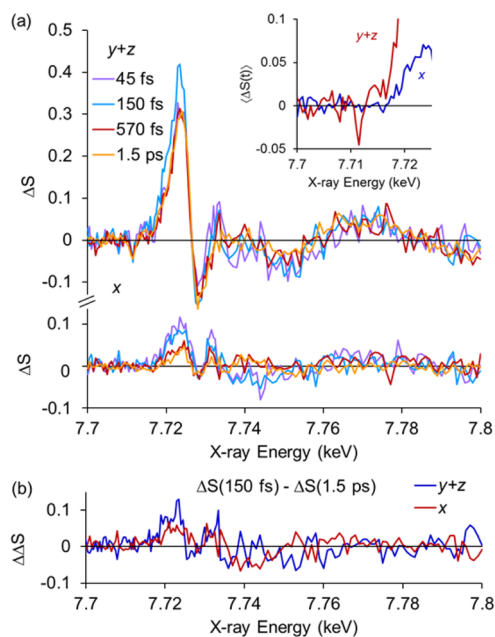 (a)
0.5
0.4
0.3
0.2
0.1
0
-0.1
0.1
0
-0.1
ΔS
ΔS
y+z
45 fs
150 fs
570 fs
1.5 ps
x
0.1
0.05
0
-0.05
⟨ΔS(t)⟩
y+z
x
7.7 7.71 7.72
X-ray Energy (keV)
7.7 7.72 7.74 7.76 7.78 7.8
X-ray Energy (keV)
(b)
ΔS(150 fs) - ΔS(1.5 ps)
y+z
x
0.1
0
-0.1
ΔΔS
7.7 7.72 7.74 7.76 7.78 7.8
X-ray Energy (keV)